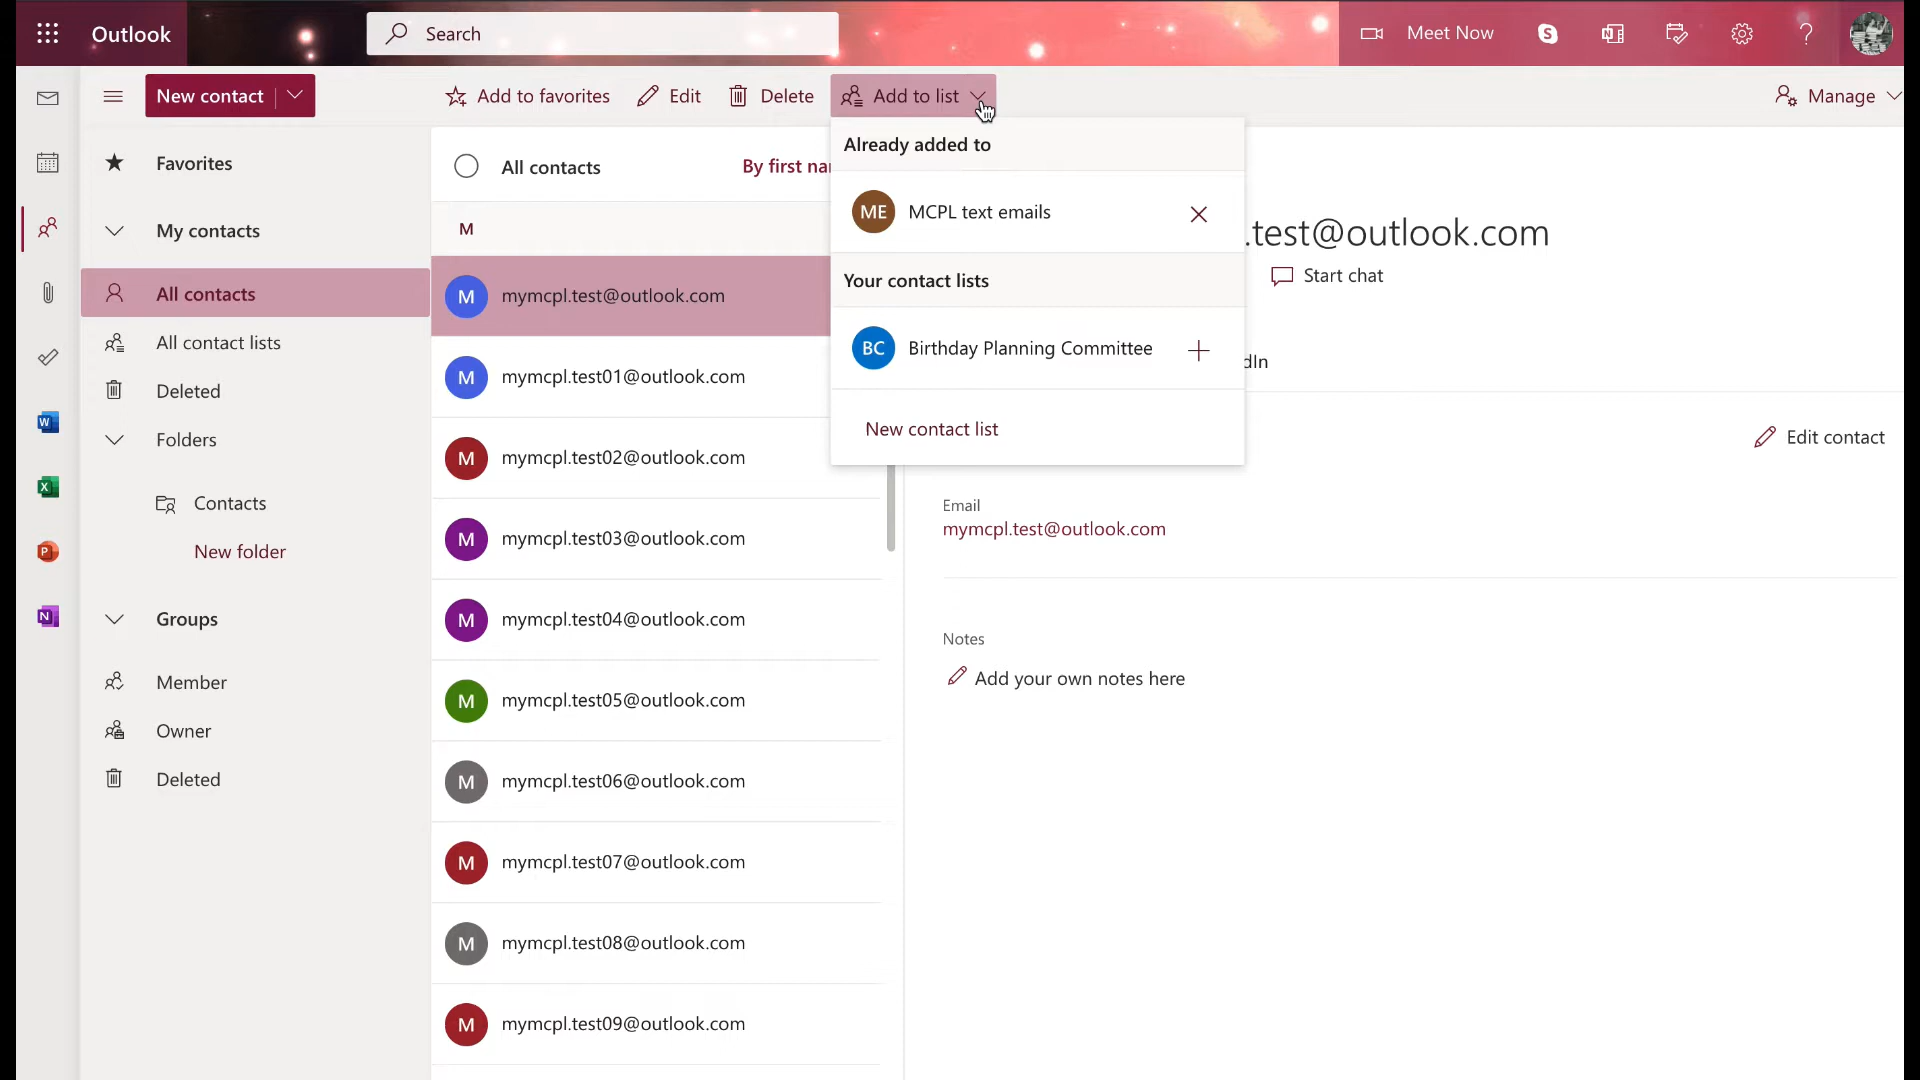 Outlook
Search
Meet Now
New contact
Add to favorites
Edit
Delete
Add to list
Manage
Favorites
My contacts
All contacts
All contact lists
Deleted
Folders
Contacts
New folder
Groups
Member
Owner
Deleted
All contacts
By first
M
M mymcpl.test@outlook.com
M mymcpl.test01@outlook.com
M mymcpl.test02@outlook.com
M mymcpl.test03@outlook.com
M mymcpl.test04@outlook.com
M mymcpl.test05@outlook.com
M mymcpl.test06@outlook.com
M mymcpl.test07@outlook.com
M mymcpl.test08@outlook.com
M mymcpl.test09@outlook.com
Already added to
ME MCPL text emails
Your contact lists
BC Birthday Planning Committee
New contact list
.test@outlook.com
Start chat
dIn
Edit contact
Email
mymcpl.test@outlook.com
Notes
Add your own notes here